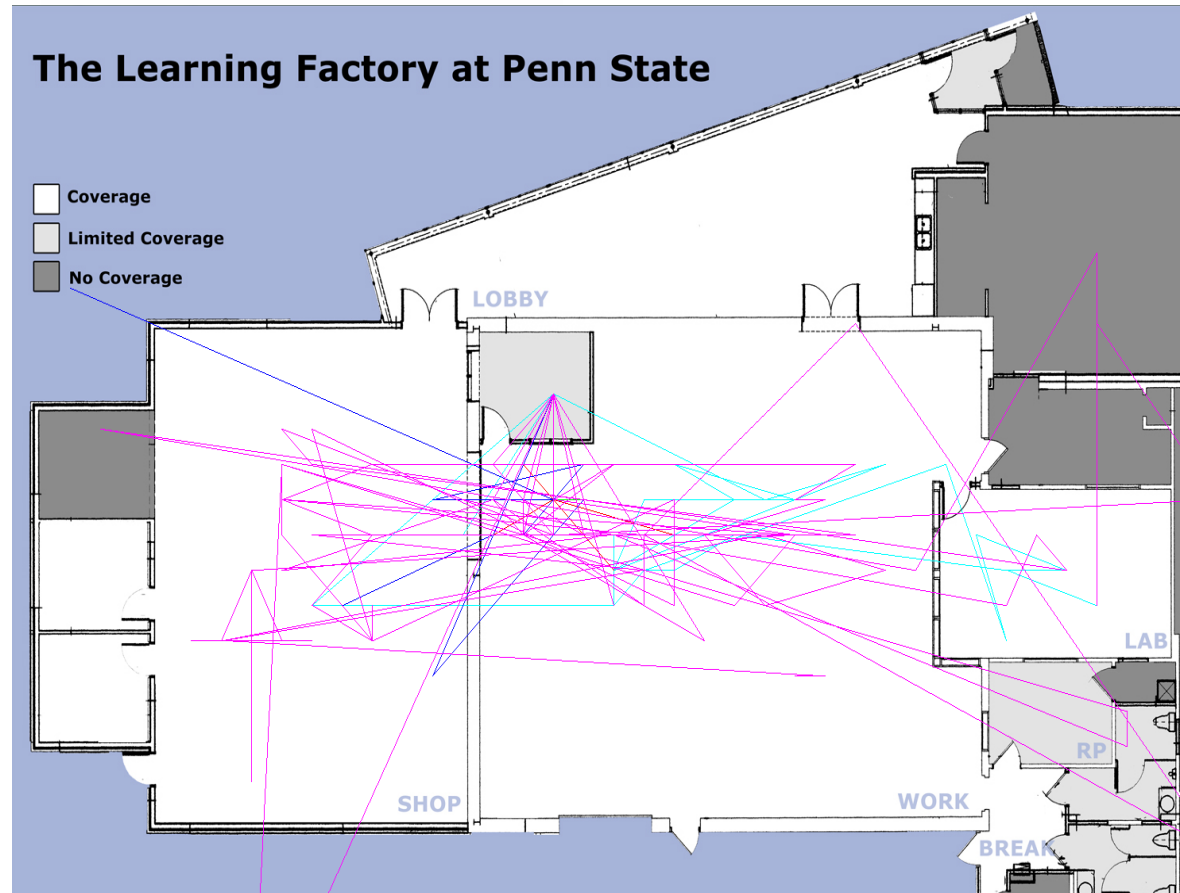 The Learning Factory at Penn State
Coverage
Limited Coverage
No Coverage
LOBBY
LAB
RP
SHOP
WORK
BREAK